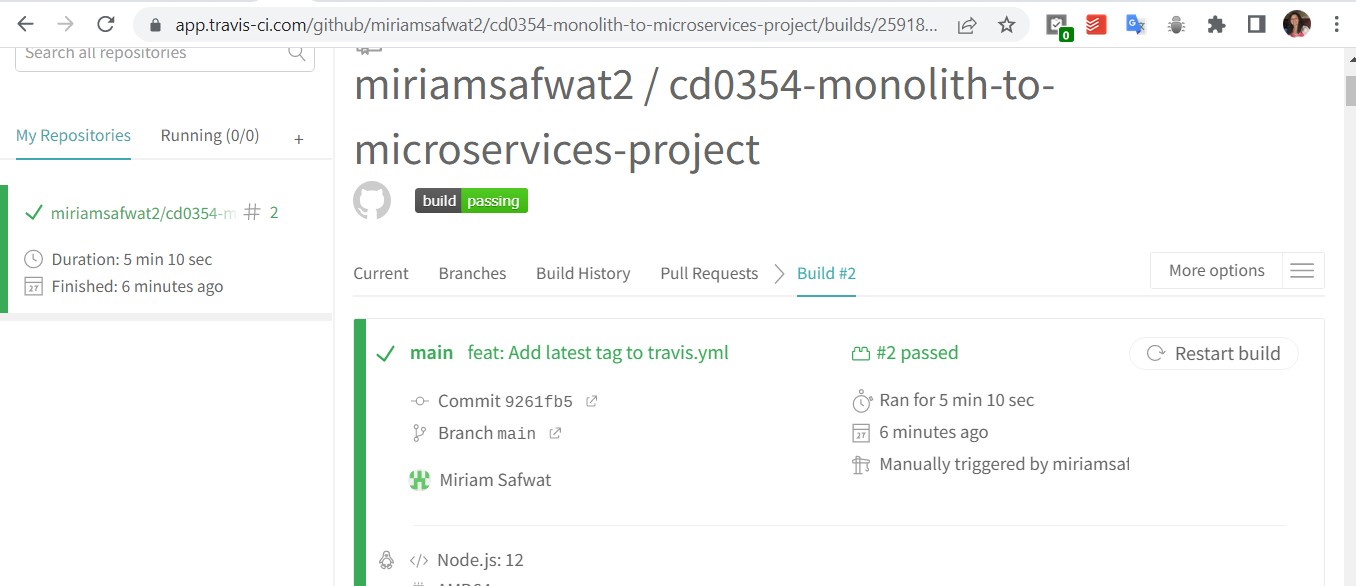 app.travis-ci.com/github/miriamsafwat2/cd0354-monolith-to-microservices-project/builds/25918...
0
Search all repositories
miriamsafwat2 / cd0354-monolith-to-
microservices-project
My Repositories Running (0/0) +
build passing
miriamsafwat2/cd0354-m # 2
Duration: 5 min 10 sec
27 Finished: 6 minutes ago
Current Branches Build History Pull Requests Build #2
More options
main feat: Add latest tag to travis.yml
#2 passed
Restart build
Commit 9261fb5
Ran for 5 min 10 sec
Branch main
27 6 minutes ago
Manually triggered by miriamsaf
Miriam Safwat
</> Node.js: 12